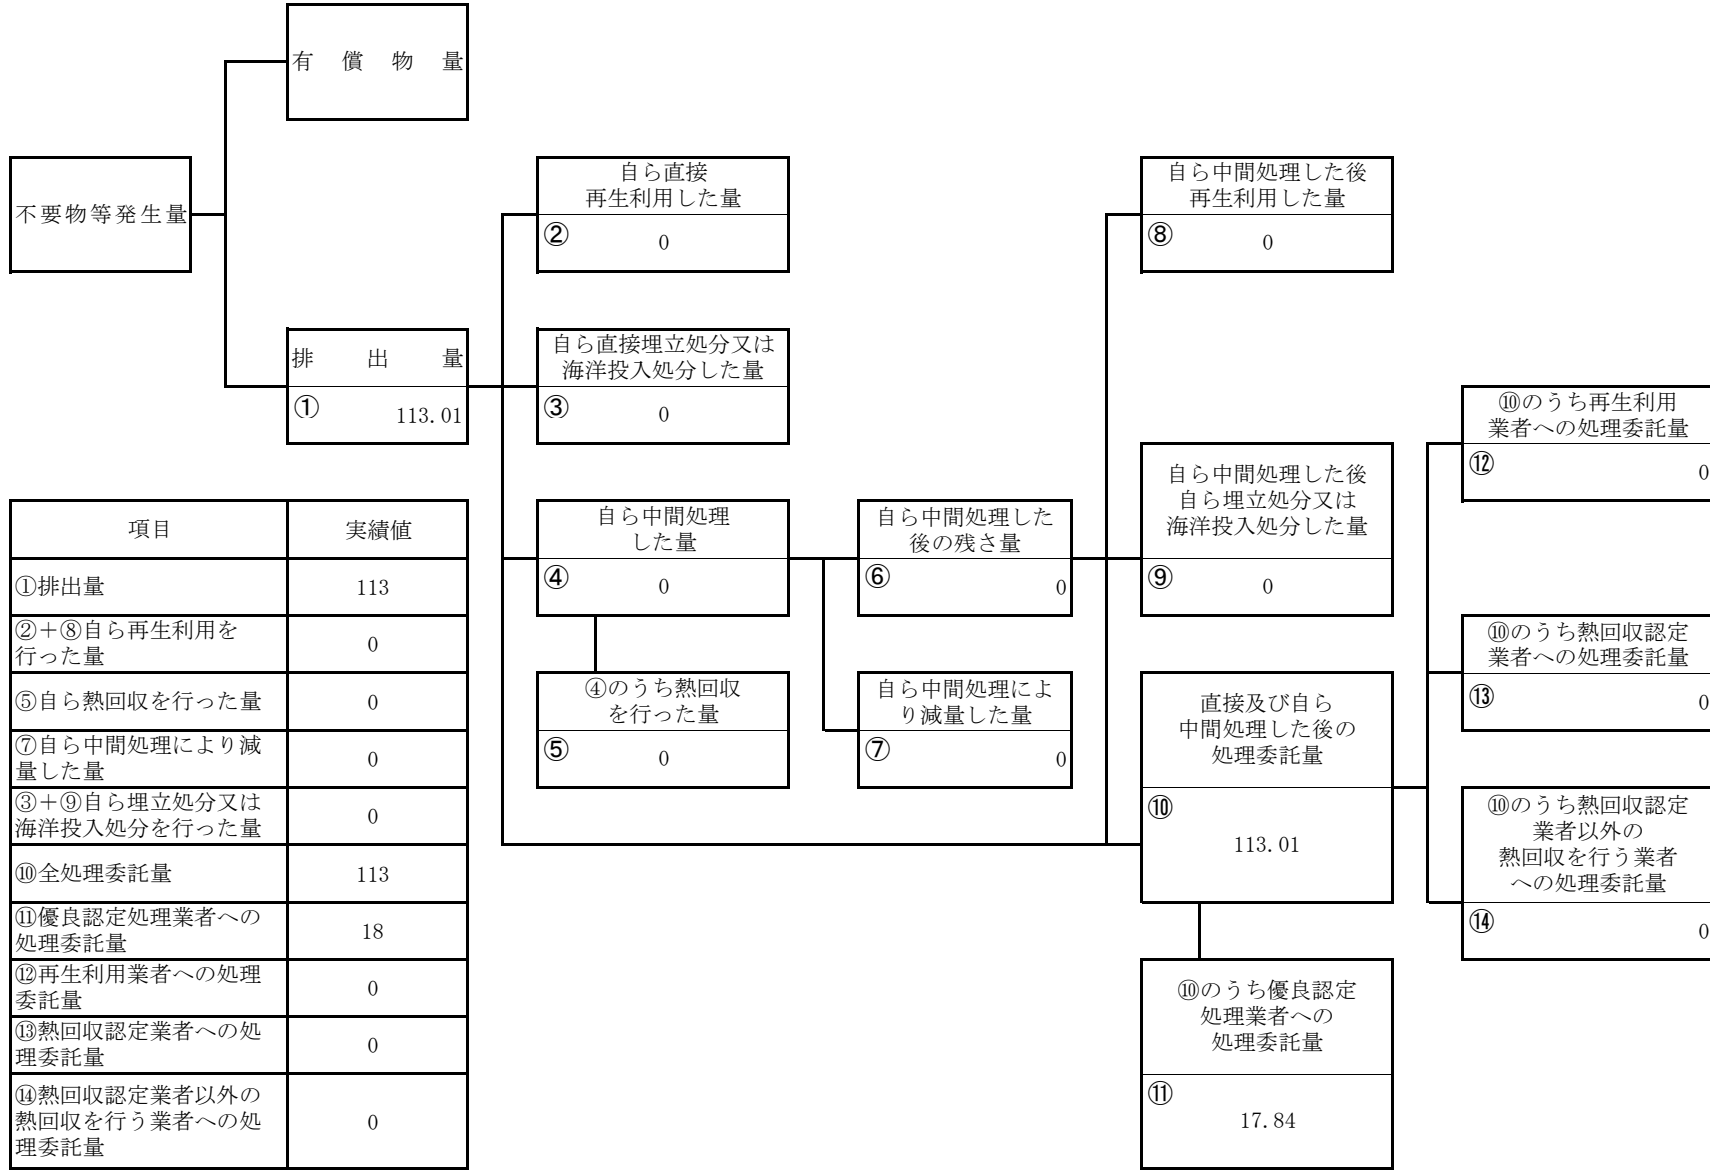 有償物量
不要物等発生量
自ら直接
再生利用した量
② 0
自ら中間処理した後
再生利用した量
⑧ 0
排出量
① 113.01
自ら直接埋立処分又は
海洋投入処分した量
③ 0
⑩のうち再生利用
業者への処理委託量
⑫ 0
自ら中間処理
した量
④ 0
自ら中間処理した
後の残さ量
⑥ 0
自ら中間処理した後
自ら埋立処分又は
海洋投入処分した量
⑨ 0
⑩のうち熱回収認定
業者への処理委託量
⑬ 0
④のうち熱回収
を行った量
⑤ 0
自ら中間処理によ
り減量した量
⑦ 0
直接及び自ら
中間処理した後の
処理委託量
⑩
113.01
⑩のうち熱回収認定
業者以外の
熱回収を行う業者
への処理委託量
⑭ 0
⑩のうち優良認定
処理業者への
処理委託量
⑪
17.84
項目 実績値
①排出量 113
②＋⑧自ら再生利用を
行った量 0
⑤自ら熱回収を行った量 0
⑦自ら中間処理により減
量した量 0
③＋⑨自ら埋立処分又は
海洋投入処分を行った量 0
⑩全処理委託量 113
⑪優良認定処理業者への
処理委託量 18
⑫再生利用業者への処理
委託量 0
⑬熱回収認定業者への処
理委託量 0
⑭熱回収認定業者以外の
熱回収を行う業者への処
理委託量 0